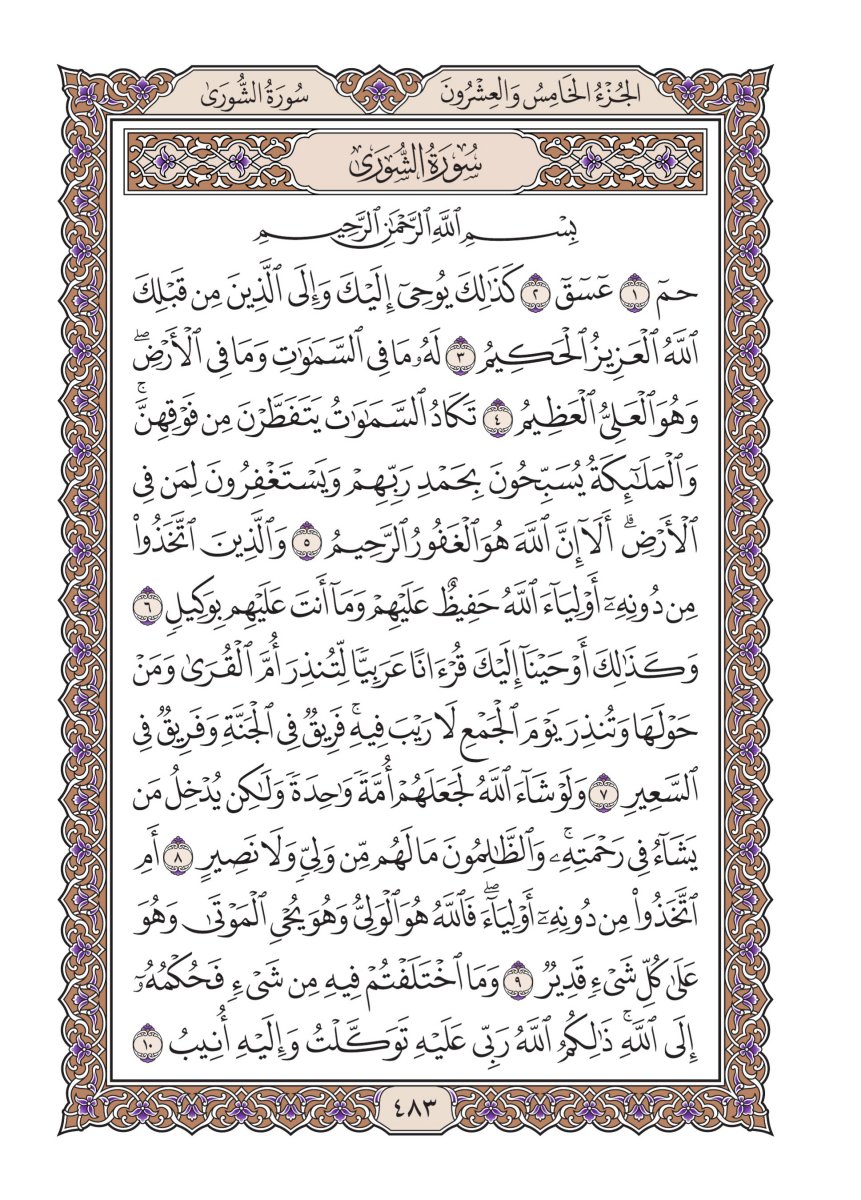 الجُزْءُ الخَامِسُ وَالعِشْرُونَ
سُورَةُ الشُّورَىٰ
سُورَةُ الشُّورَىٰ
بِسْمِ ٱللَّهِ ٱلرَّحْمَٰنِ ٱلرَّحِيمِ
حمٓ ١ عٓسٓقٓ ٢ كَذَٰلِكَ يُوحِيٓ إِلَيْكَ وَإِلَى ٱلَّذِينَ مِن قَبْلِكَ
ٱللَّهُ ٱلْعَزِيزُ ٱلْحَكِيمُ ٣ لَهُۥ مَا فِي ٱلسَّمَٰوَٰتِ وَمَا فِي ٱلْأَرْضِۖ
وَهُوَ ٱلْعَلِيُّ ٱلْعَظِيمُ ٤ تَكَادُ ٱلسَّمَٰوَٰتُ يَتَفَطَّرْنَ مِن فَوْقِهِنَّۚ
وَٱلْمَلَٰٓئِكَةُ يُسَبِّحُونَ بِحَمْدِ رَبِّهِمْ وَيَسْتَغْفِرُونَ لِمَن فِي
ٱلْأَرْضِۗ أَلَآ إِنَّ ٱللَّهَ هُوَ ٱلْغَفُورُ ٱلرَّحِيمُ ٥ وَٱلَّذِينَ ٱتَّخَذُواْ
مِن دُونِهِۦٓ أَوْلِيَآءَ ٱللَّهُ حَفِيظٌ عَلَيْهِمْ وَمَآ أَنتَ عَلَيْهِم بِوَكِيلٖ ٦
وَكَذَٰلِكَ أَوْحَيْنَآ إِلَيْكَ قُرْءَانًا عَرَبِيّٗا لِّتُنذِرَ أُمَّ ٱلْقُرَىٰ وَمَنْ
حَوْلَهَا وَتُنذِرَ يَوْمَ ٱلْجَمْعِ لَا رَيْبَ فِيهِۚ فَرِيقٞ فِي ٱلْجَنَّةِ وَفَرِيقٞ فِي
ٱلسَّعِيرِ ٧ وَلَوْ شَآءَ ٱللَّهُ لَجَعَلَهُمْ أُمَّةٗ وَٰحِدَةٗ وَلَٰكِن يُدْخِلُ مَن
يَشَآءُ فِي رَحْمَتِهِۦۚ وَٱلظَّٰلِمُونَ مَا لَهُم مِّن وَلِيّٖ وَلَا نَصِيرٍ ٨ أَمِ
ٱتَّخَذُواْ مِن دُونِهِۦٓ أَوْلِيَآءَۖ فَٱللَّهُ هُوَ ٱلْوَلِيُّ وَهُوَ يُحْيِ ٱلْمَوْتَىٰ وَهُوَ
عَلَىٰ كُلِّ شَيْءٖ قَدِيرٞ ٩ وَمَا ٱخْتَلَفْتُمْ فِيهِ مِن شَيْءٖ فَحُكْمُهُۥٓ
إِلَى ٱللَّهِۚ ذَٰلِكُمُ ٱللَّهُ رَبِّي عَلَيْهِ تَوَكَّلْتُ وَإِلَيْهِ أُنِيبُ ١٠
٤٨٣